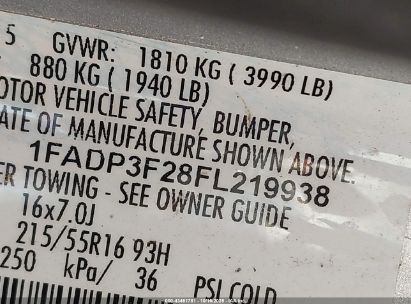 5 GVWR: 1810 KG ( 3990 LB)
880 KG ( 1940 LB)
OTOR VEHICLE SAFETY, BUMPER,
ATE OF MANUFACTURE SHOWN ABOVE.
1FADP3F28FL219938
ER TOWING - SEE OWNER GUIDE
16x7.0J
215/55R16 93H
250 kPa/ 36 PSI COLD